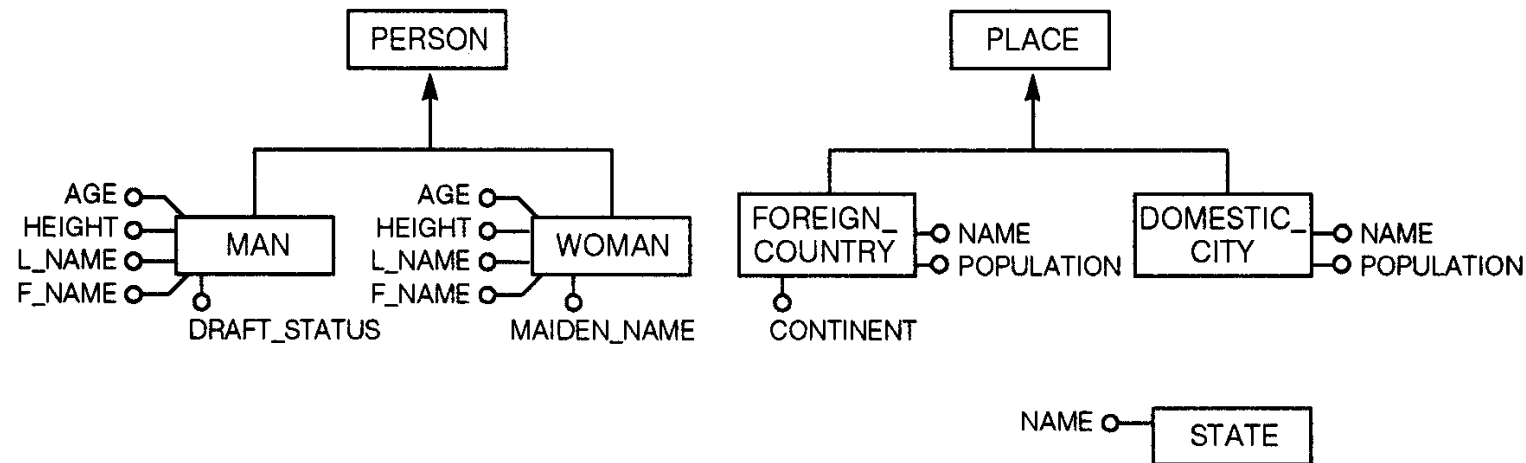 PERSON
PLACE
AGE
HEIGHT
L_NAME
F_NAME
MAN
DRAFT_STATUS
AGE
HEIGHT
L_NAME
F_NAME
WOMAN
MAIDEN_NAME
FOREIGN_
COUNTRY
NAME
POPULATION
CONTINENT
DOMESTIC_
CITY
NAME
POPULATION
NAME
STATE